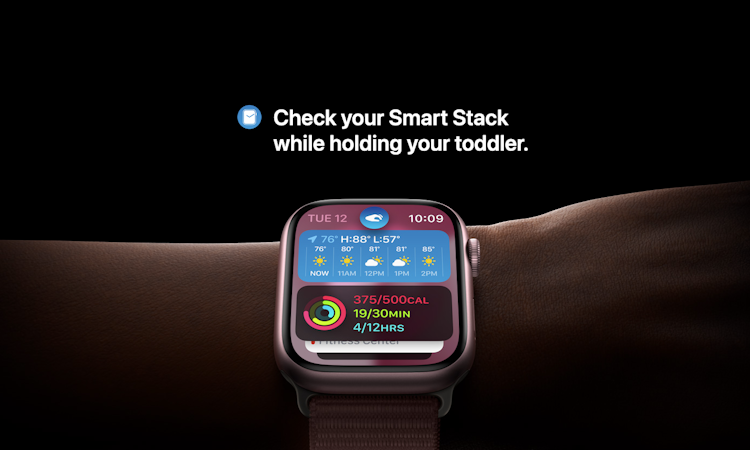 Check your Smart Stack
while holding your toddler.
TUE 12 10:09
76° H:88° L:57°
76° 80° 81° 81° 85°
NOW 11AM 12PM 1PM 2PM
375/500CAL
19/30MIN
4/12HRS
Fitness Center